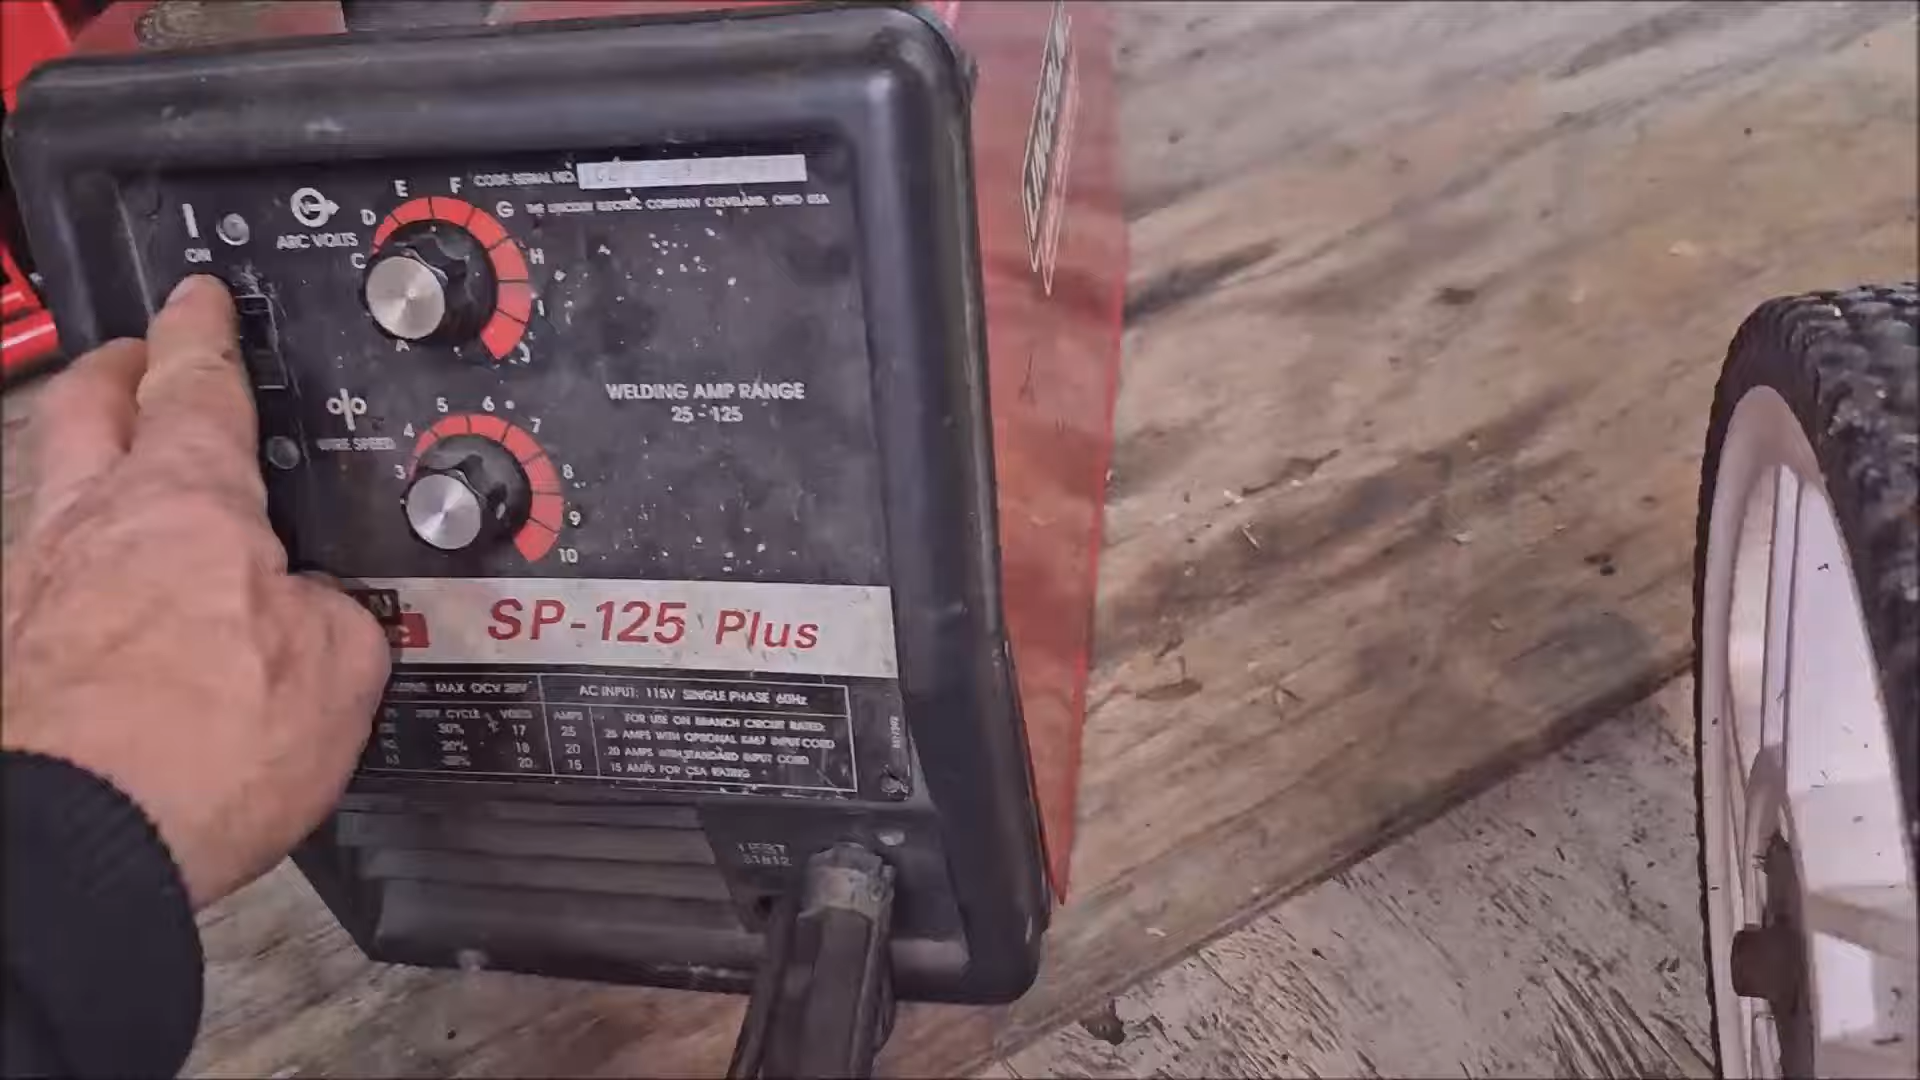 CODE-SERIAL NO.
THE LINCOLN ELECTRIC COMPANY CLEVELAND, OHIO USA
ON
ARC VOLTS
A
C
D
E
F
G
H
I
J
WELDING AMP RANGE
25 - 125
WIRE SPEED
3
4
5
6
7
8
9
10
SP-125 Plus
MAX OCV
AC INPUT: 115V SINGLE PHASE 60Hz
DUTY CYCLE VOLTS AMPS FOR USE ON BRANCH CIRCUIT RATED:
30% 17 25 25 AMPS WITH OPTIONAL K467 INPUT CORD
20% 18 20 20 AMPS WITH STANDARD INPUT CORD
63 20 15 15 AMPS FOR CSA RATING